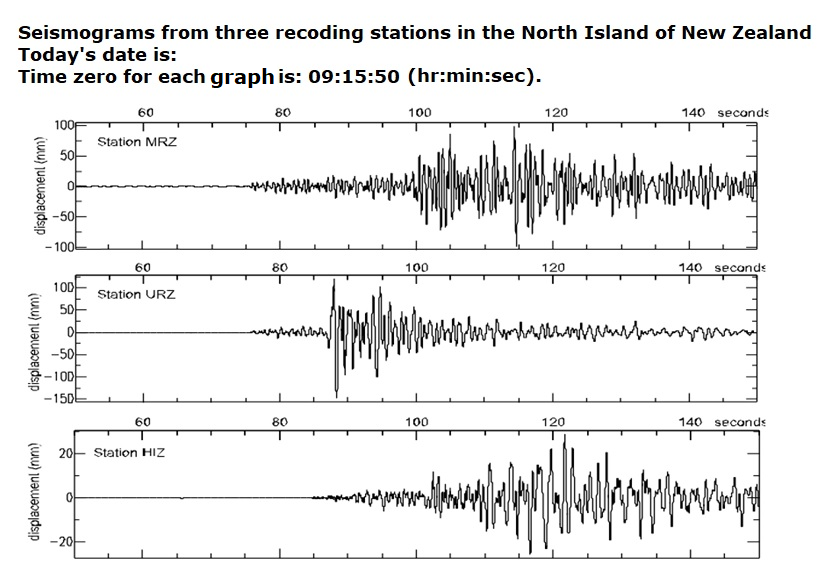 Seismograms from three recoding stations in the North Island of New Zealand
Today's date is:
Time zero for each graph is: 09:15:50 (hr:min:sec).
60 80 100 120 140 seconds
100
50
0
-50
-100
displacement (mm)
Station MRZ
60 80 100 120 140 seconds
100
50
0
-50
-100
-150
displacement (mm)
Station URZ
60 80 100 120 140 seconds
20
0
-20
displacement (mm)
Station HIZ